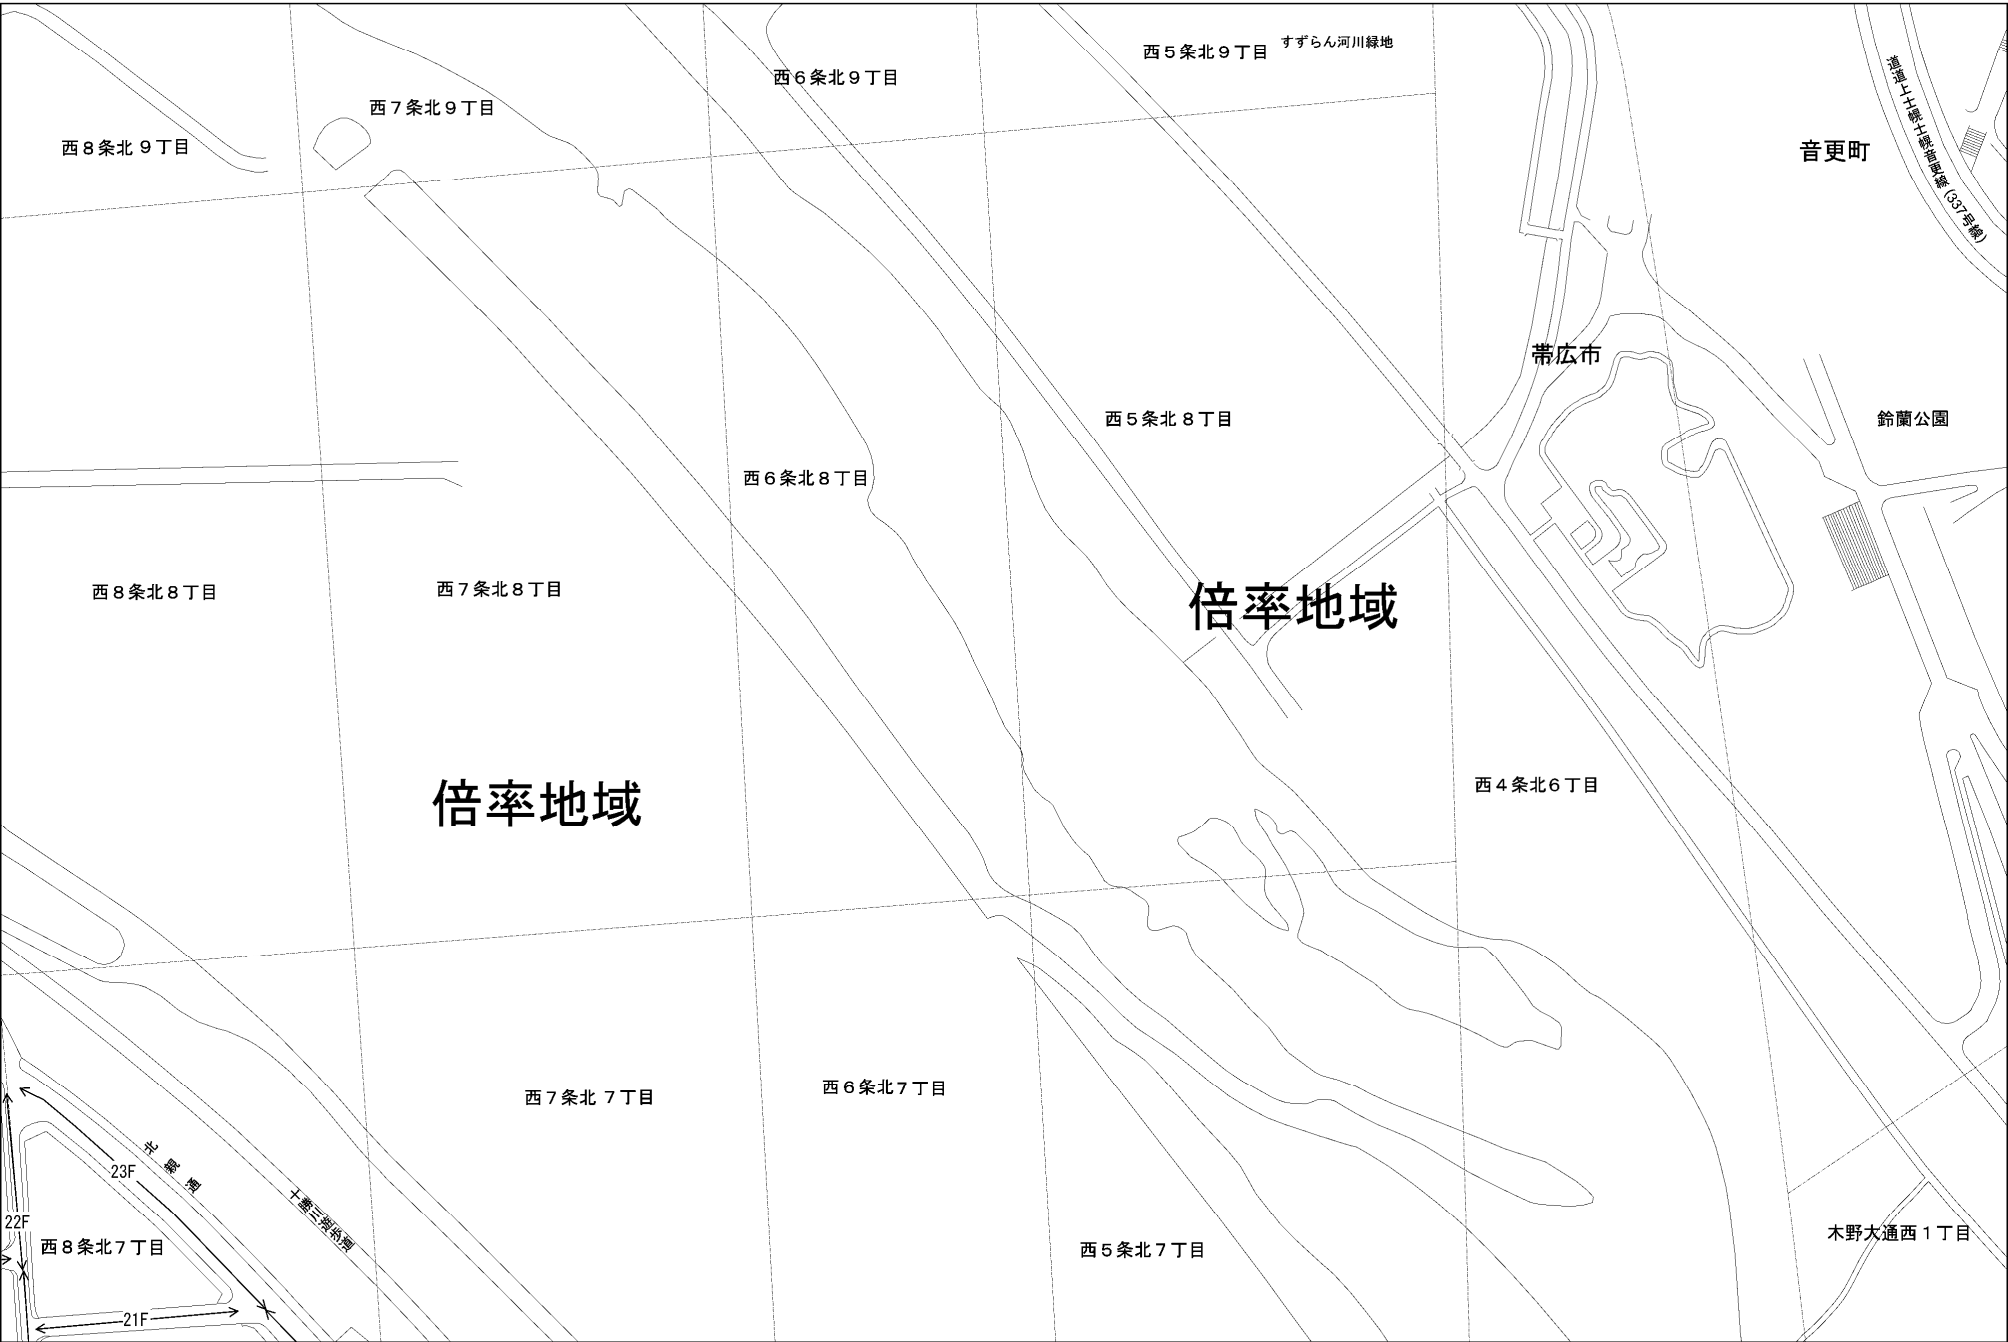 西５条北９丁目
すずらん河川緑地
西６条北９丁目
西７条北９丁目
西８条北９丁目
音更町
道道上士幌士幌音更線(337号線)
帯広市
西５条北８丁目
鈴蘭公園
西６条北８丁目
西８条北８丁目
西７条北８丁目
倍率地域
倍率地域
西４条北６丁目
西７条北７丁目
西６条北７丁目
北親通
23F
十勝川遊歩道
22F
西８条北７丁目
西５条北７丁目
木野大通西１丁目
21F